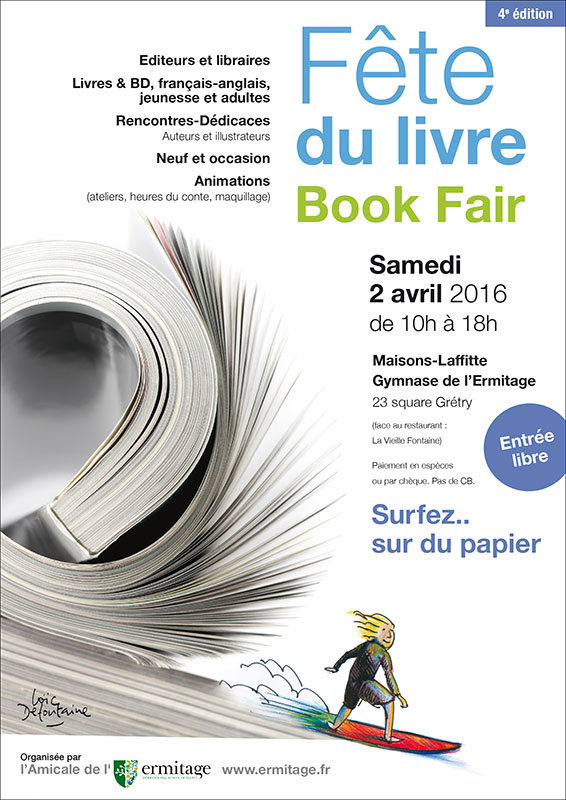 4e édition
Fête
du livre
Book Fair
Editeurs et libraires
Livres & BD, français-anglais,
jeunesse et adultes
Rencontres-Dédicaces
Auteurs et illustrateurs
Neuf et occasion
Animations
(ateliers, heures du conte, maquillage)
Samedi
2 avril 2016
de 10h à 18h
Maisons-Laffitte
Gymnase de l'Ermitage
23 square Grétry
(face au restaurant :
La Vieille Fontaine)
Paiement en espèces
ou par chèque. Pas de CB.
Entrée
libre
Surfez..
sur du papier
Loïc
Défontaine
Organisée par
l'Amicale de l' ermitage www.ermitage.fr